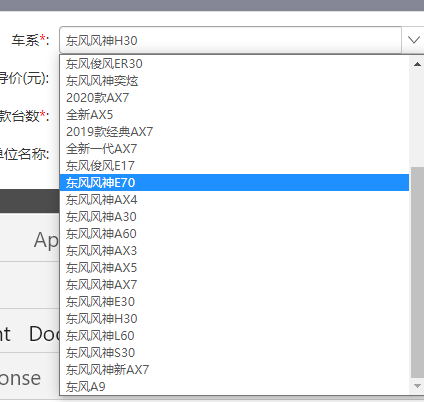 车系*: 东风风神H30
导价(元):
款台数*:
单位名称:
东风俊风ER30
东风风神奕炫
2020款AX7
全新AX5
2019款经典AX7
全新一代AX7
东风俊风E17
东风风神E70
东风风神AX4
东风风神A30
东风风神A60
东风风神AX3
东风风神AX5
东风风神AX7
东风风神E30
东风风神H30
东风风神L60
东风风神S30
东风风神新AX7
东风A9
Ap
nt Doc
onse